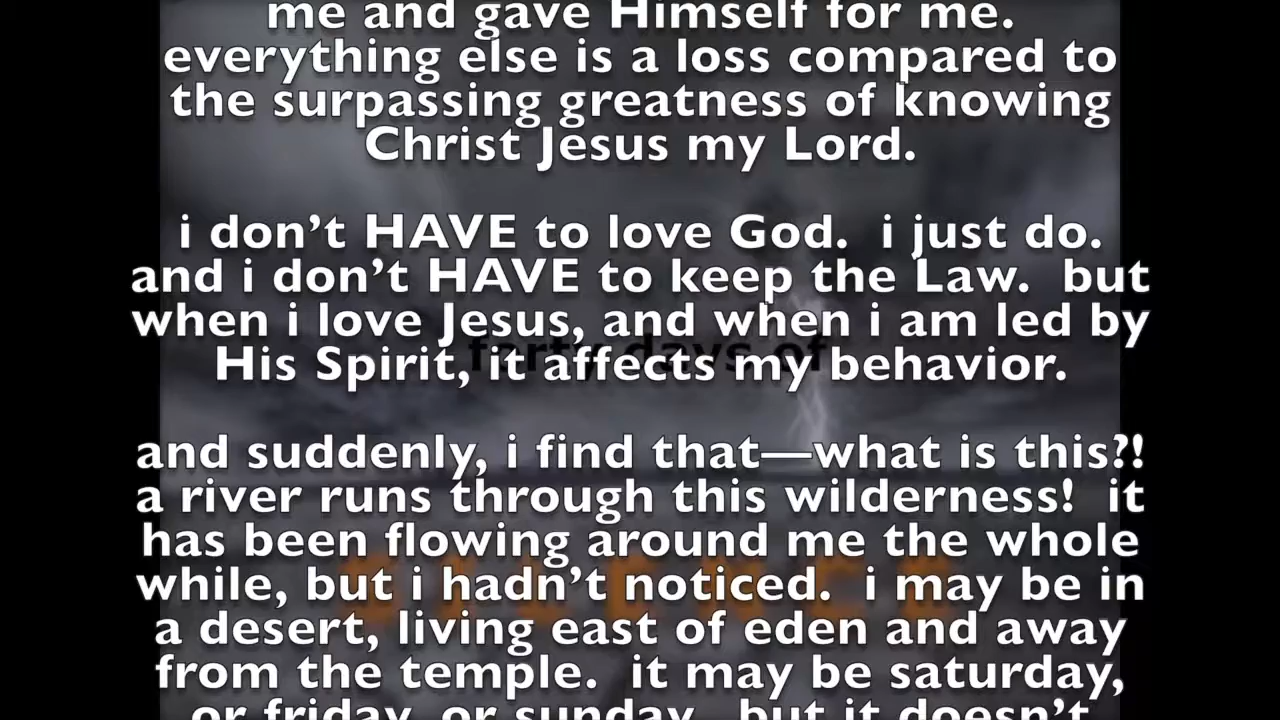 me and gave Himself for me.
everything else is a loss compared to
the surpassing greatness of knowing
Christ Jesus my Lord.
i don’t HAVE to love God.  i just do.
and i don’t HAVE to keep the Law.  but
when i love Jesus, and when i am led by
forty days of
His Spirit, it affects my behavior.
and suddenly, i find that—what is this?!
a river runs through this wilderness!  it
has been flowing around me the whole
while, but i hadn’t noticed.  i may be in
SILENCE
a desert, living east of eden and away
from the temple.  it may be saturday,
or friday, or sunday.  but it doesn’t